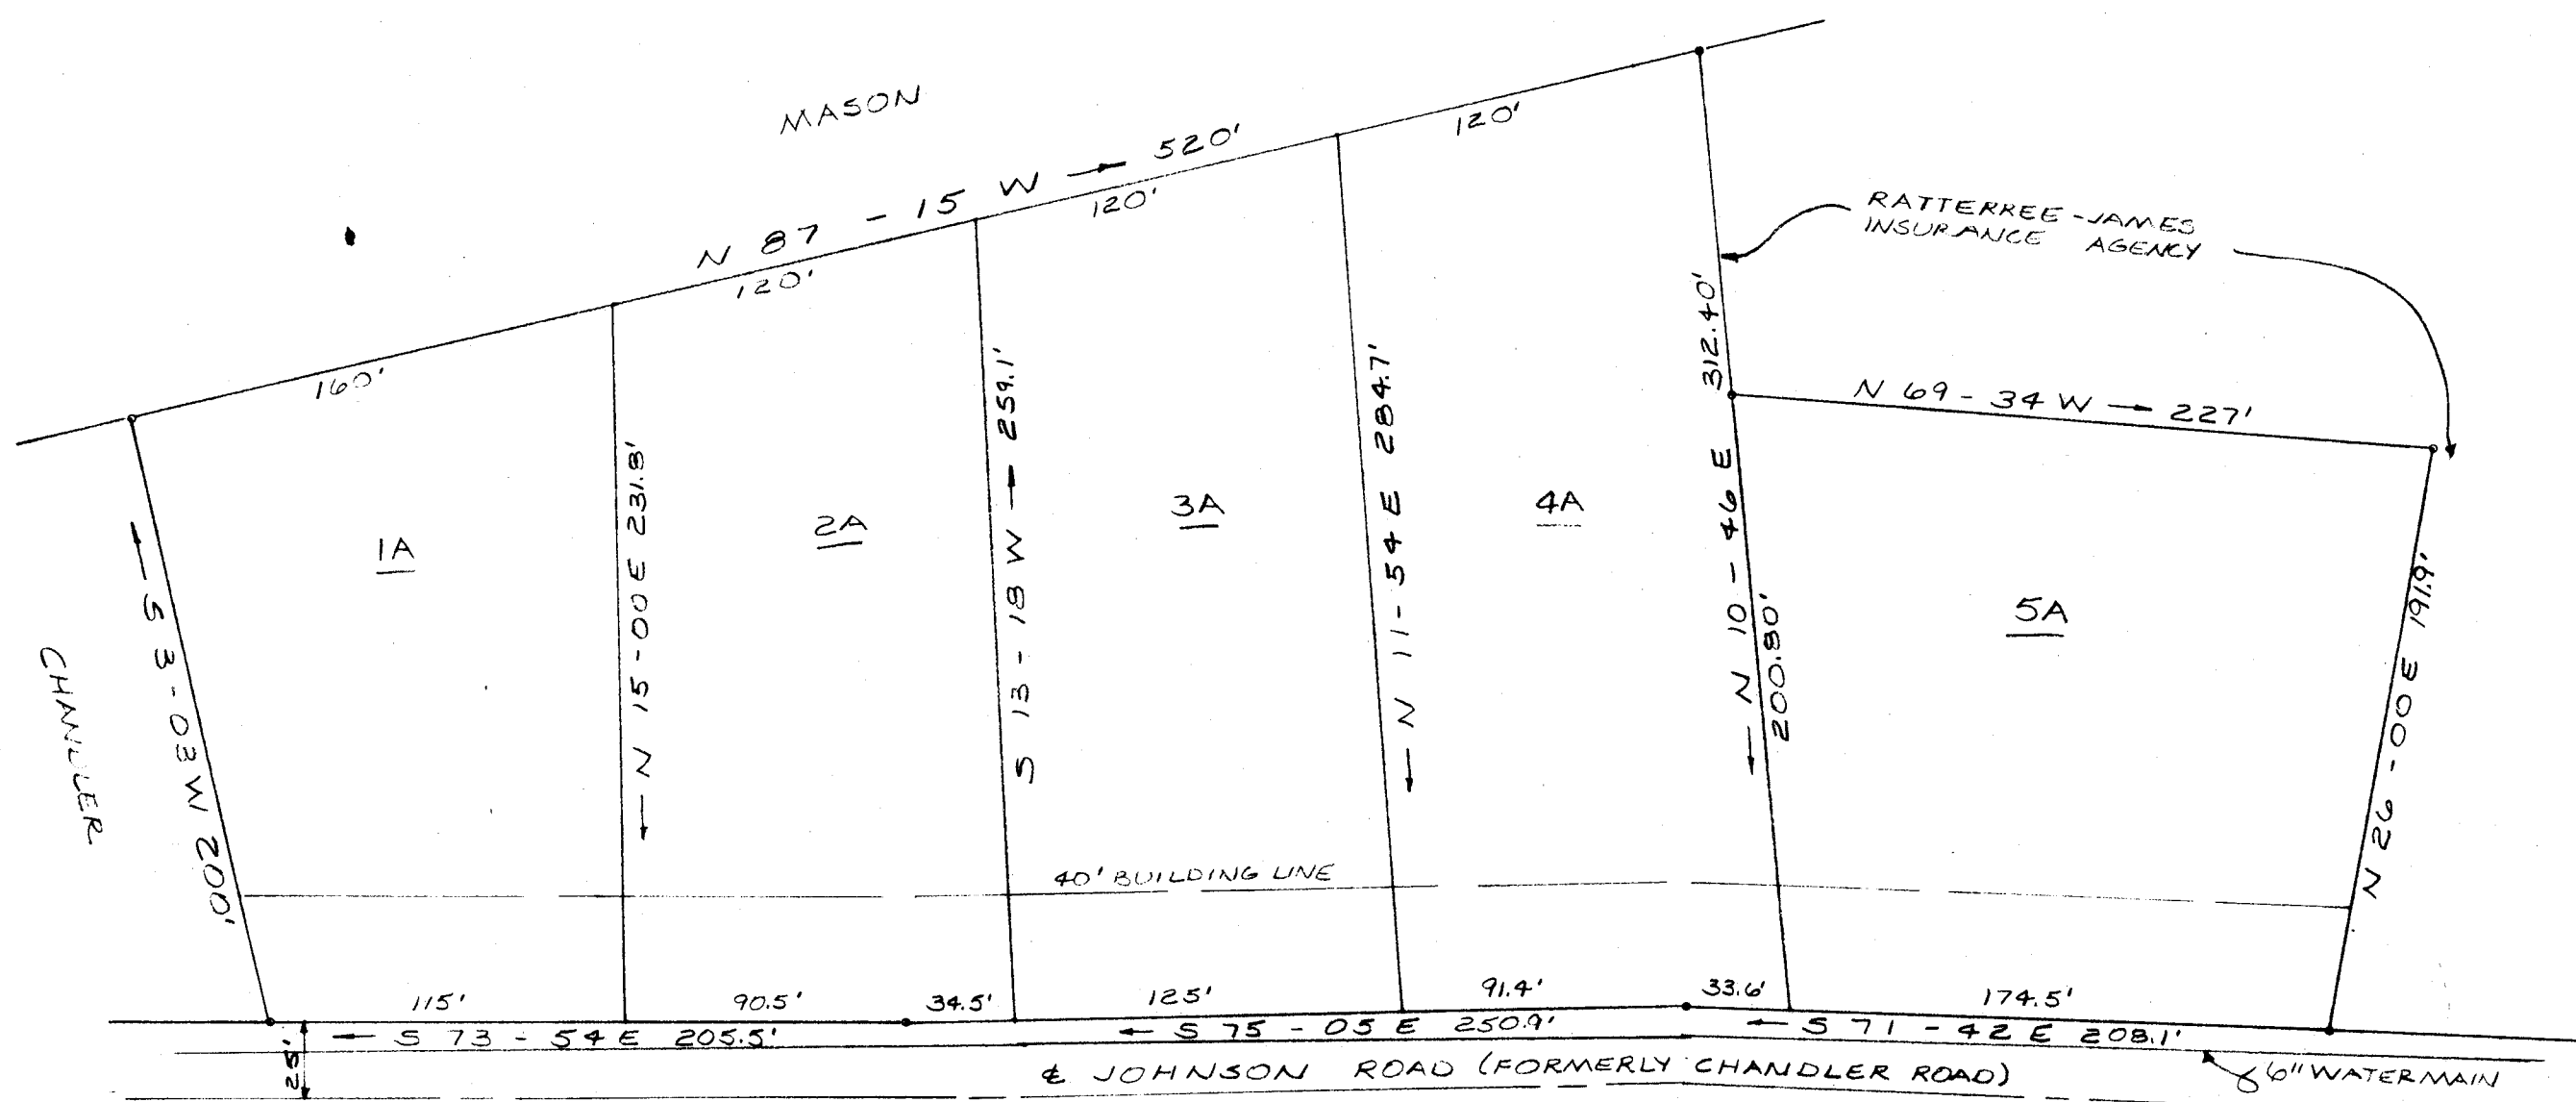 MASON
N 87 - 15 W → 520'
160'
120'
120'
120'
RATTERREE-JAMES
INSURANCE AGENCY
CHANDLER
← S 3 - 03 W 200'
← N 15 - 00 E 231.8'
S 13 - 18 W → 259.1'
← N 11 - 54 E 284.7'
← N 10 - 46 E 312.40'
200.80'
N 69 - 34 W → 227'
N 26 - 00 E 191.9'
1A
2A
3A
4A
5A
40' BUILDING LINE
115'
90.5'
34.5'
125'
91.4'
33.6'
174.5'
← S 73 - 54 E 205.5'
← S 75 - 05 E 250.9'
← S 71 - 42 E 208.1'
25'
℄ JOHNSON ROAD (FORMERLY CHANDLER ROAD)
6" WATERMAIN